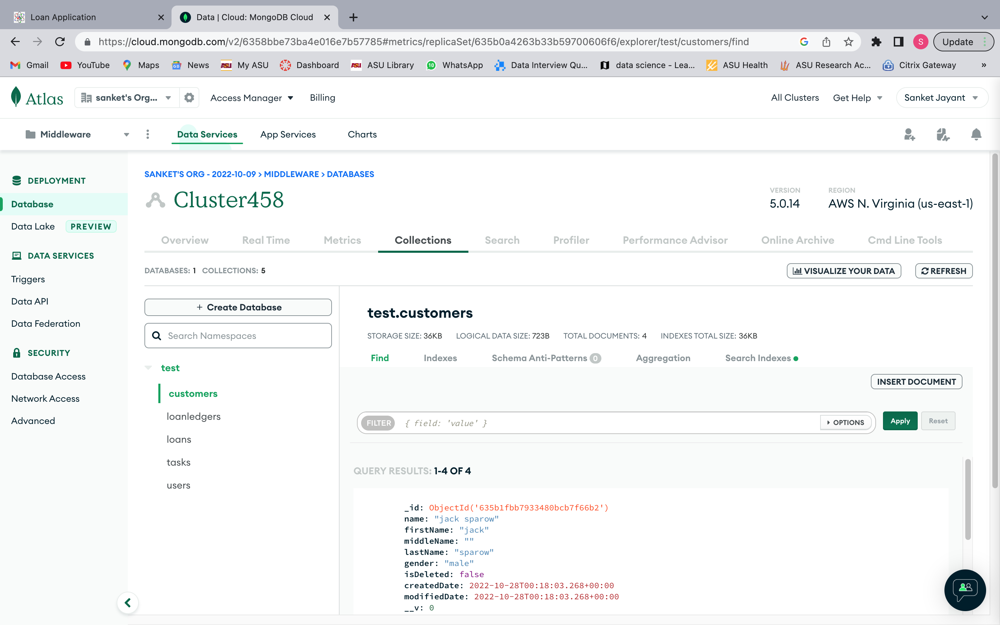 Loan Application
Data | Cloud: MongoDB Cloud
https://cloud.mongodb.com/v2/6358bbe73ba4e016e7b57785#metrics/replicaSet/635b0a4263b33b59700606f6/explorer/test/customers/find
S
Update
Gmail
YouTube
Maps
News
My ASU
Dashboard
ASU Library
10
WhatsApp
Data Interview Qu...
data science - Lea...
ASU Health
ASU Research Ac...
Citrix Gateway
»
Atlas
sanket's Org...
Access Manager
Billing
All Clusters
Get Help
Sanket Jayant
Middleware
Data Services
App Services
Charts
DEPLOYMENT
Database
Data Lake
PREVIEW
DATA SERVICES
Triggers
Data API
Data Federation
SECURITY
Database Access
Network Access
Advanced
SANKET'S ORG - 2022-10-09 > MIDDLEWARE > DATABASES
Cluster458
VERSION
5.0.14
REGION
AWS N. Virginia (us-east-1)
Overview
Real Time
Metrics
Collections
Search
Profiler
Performance Advisor
Online Archive
Cmd Line Tools
DATABASES: 1 COLLECTIONS: 5
VISUALIZE YOUR DATA
REFRESH
+ Create Database
Search Namespaces
test
customers
loanledgers
loans
tasks
users
test.customers
STORAGE SIZE: 36KB
LOGICAL DATA SIZE: 723B
TOTAL DOCUMENTS: 4
INDEXES TOTAL SIZE: 36KB
Find
Indexes
Schema Anti-Patterns 0
Aggregation
Search Indexes
INSERT DOCUMENT
FILTER
{ field: 'value' }
OPTIONS
Apply
Reset
QUERY RESULTS: 1-4 OF 4
_id: ObjectId('635b1fbb7933480bcb7f66b2')
name: "jack sparow"
firstName: "jack"
middleName: ""
lastName: "sparow"
gender: "male"
isDeleted: false
createdDate: 2022-10-28T00:18:03.268+00:00
modifiedDate: 2022-10-28T00:18:03.268+00:00
__v: 0